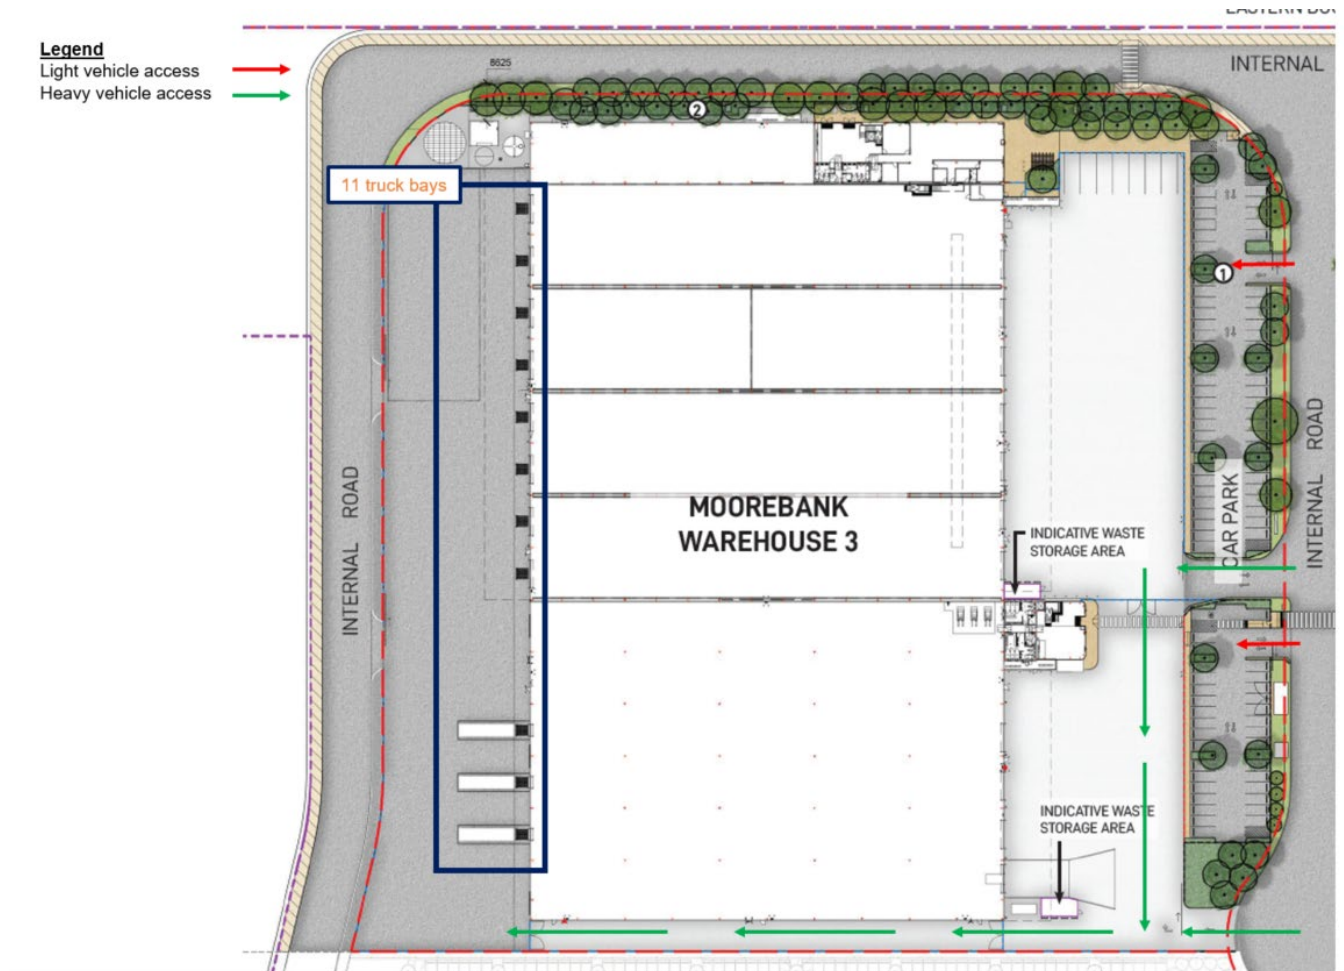 Legend
Light vehicle access
Heavy vehicle access
INTERNAL
8625
2
11 truck bays
1
INTERNAL ROAD
MOOREBANK
WAREHOUSE 3
INDICATIVE WASTE
STORAGE AREA
CAR PARK
INTERNAL ROAD
INDICATIVE WASTE
STORAGE AREA